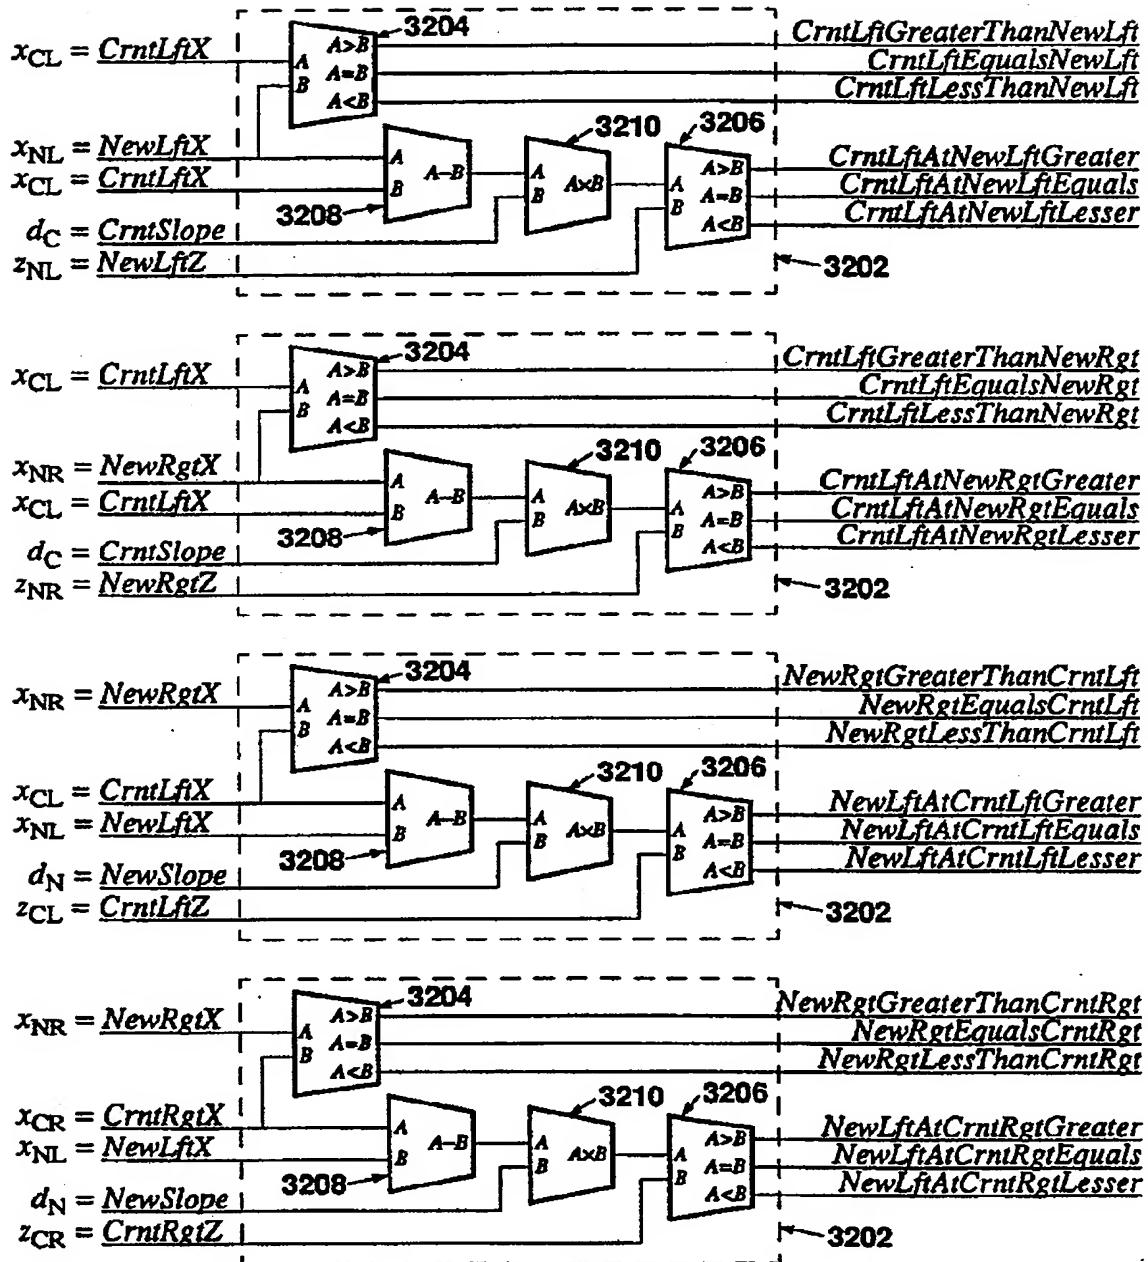 3204
x_CL = CrntLftX
A
B
A>B
A=B
A<B
CrntLftGreaterThanNewLft
CrntLftEqualsNewLft
CrntLftLessThanNewLft
3210
3206
x_NL = NewLftX
x_CL = CrntLftX
A
B
A–B
A
B
A×B
A
B
A>B
A=B
A<B
CrntLftAtNewLftGreater
CrntLftAtNewLftEquals
CrntLftAtNewLftLesser
3208
d_C = CrntSlope
z_NL = NewLftZ
3202
3204
x_CL = CrntLftX
A
B
A>B
A=B
A<B
CrntLftGreaterThanNewRgt
CrntLftEqualsNewRgt
CrntLftLessThanNewRgt
3210
3206
x_NR = NewRgtX
x_CL = CrntLftX
A
B
A–B
A
B
A×B
A
B
A>B
A=B
A<B
CrntLftAtNewRgtGreater
CrntLftAtNewRgtEquals
CrntLftAtNewRgtLesser
3208
d_C = CrntSlope
z_NR = NewRgtZ
3202
3204
x_NR = NewRgtX
A
B
A>B
A=B
A<B
NewRgtGreaterThanCrntLft
NewRgtEqualsCrntLft
NewRgtLessThanCrntLft
3210
3206
x_CL = CrntLftX
x_NL = NewLftX
A
B
A–B
A
B
A×B
A
B
A>B
A=B
A<B
NewLftAtCrntLftGreater
NewLftAtCrntLftEquals
NewLftAtCrntLftLesser
3208
d_N = NewSlope
z_CL = CrntLftZ
3202
3204
x_NR = NewRgtX
A
B
A>B
A=B
A<B
NewRgtGreaterThanCrntRgt
NewRgtEqualsCrntRgt
NewRgtLessThanCrntRgt
3210
3206
x_CR = CrntRgtX
x_NL = NewLftX
A
B
A–B
A
B
A×B
A
B
A>B
A=B
A<B
NewLftAtCrntRgtGreater
NewLftAtCrntRgtEquals
NewLftAtCrntRgtLesser
3208
d_N = NewSlope
z_CR = CrntRgtZ
3202